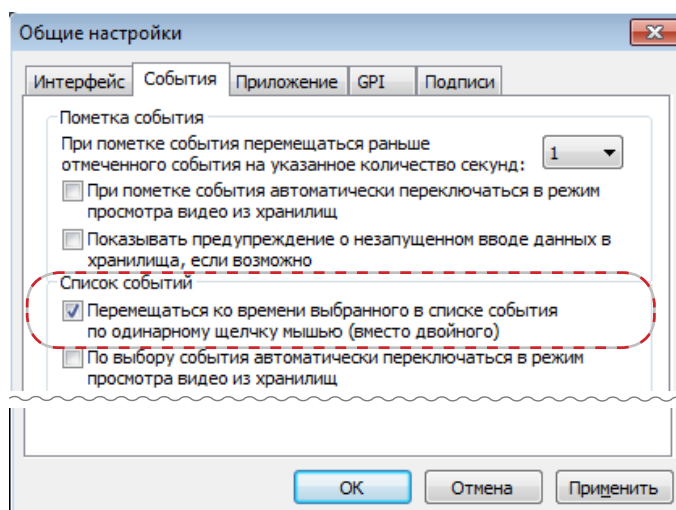 Общие настройки
Интерфейс События Приложение GPI Подписи
Пометка события
При пометке события перемещаться раньше
отмеченного события на указанное количество секунд: 1
При пометке события автоматически переключаться в режим
просмотра видео из хранилищ
Показывать предупреждение о незапущенном вводе данных в
хранилища, если возможно
Список событий
Перемещаться ко времени выбранного в списке события
по одинарному щелчку мышью (вместо двойного)
По выбору события автоматически переключаться в режим
просмотра видео из хранилищ
ОК Отмена Применить